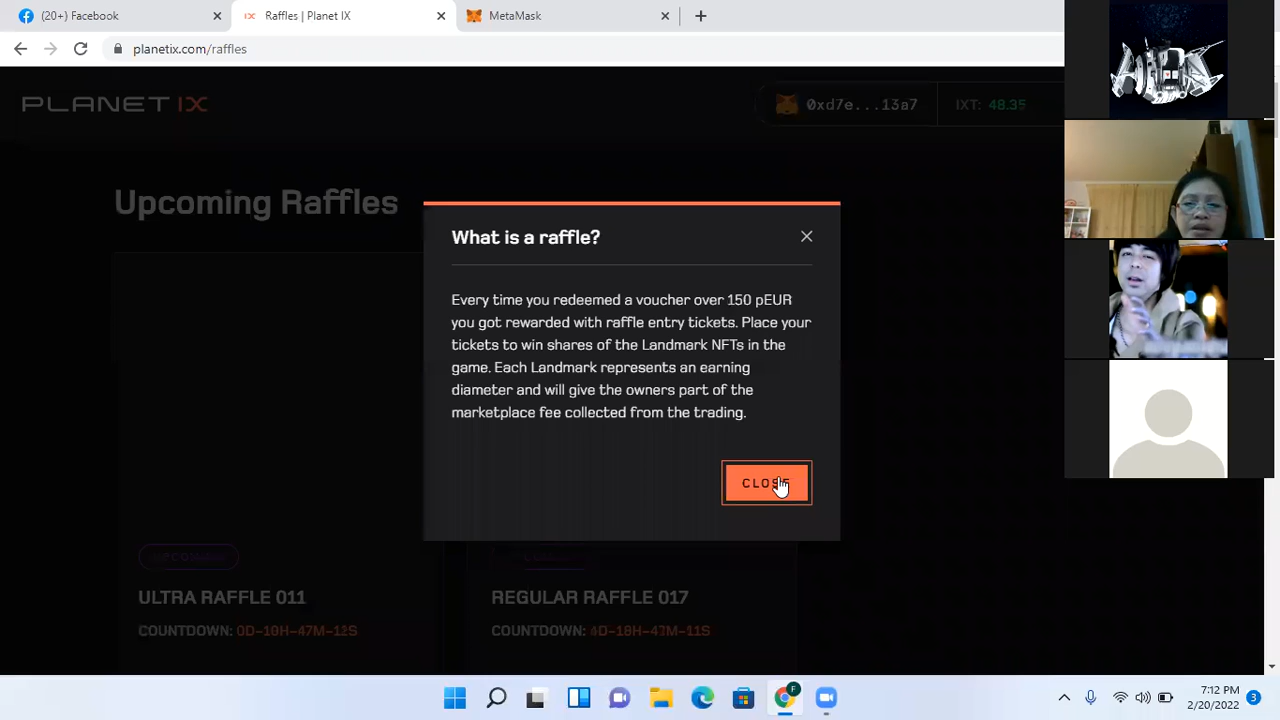 (20+) Facebook
Raffles | Planet IX
MetaMask
planetix.com/raffles
PLANET IX
0xd7e...13a7
IXT: 48.35
Upcoming Raffles
What is a raffle?
Every time you redeemed a voucher over 150 pEUR
you got rewarded with raffle entry tickets. Place your
tickets to win shares of the Landmark NFTs in the
game. Each Landmark represents an earning
diameter and will give the owners part of the
marketplace fee collected from the trading.
CLOSE
ULTRA RAFFLE 011
REGULAR RAFFLE 017
COUNTDOWN: 0D-10H-47M-12S
COUNTDOWN: 4D-10H-47M-11S
F
7:12 PM
2/20/2022
3